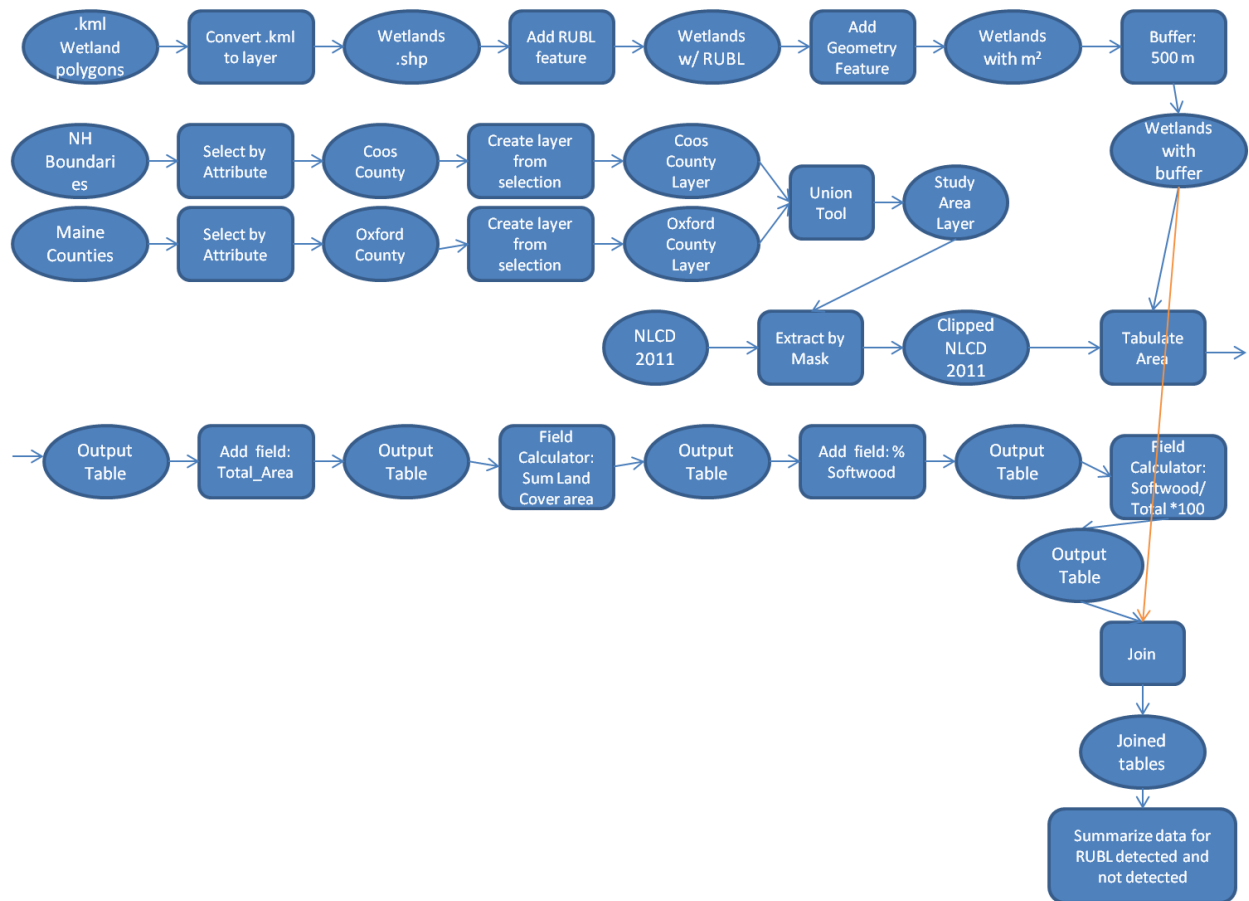 .kml
Wetland
polygons
Convert .kml
to layer
Wetlands
.shp
Add RUBL
feature
Wetlands
w/ RUBL
Add
Geometry
Feature
Wetlands
with m²
Buffer:
500 m
Wetlands
with
buffer
NH
Boundari
es
Select by
Attribute
Coos
County
Create layer
from
selection
Coos
County
Layer
Union
Tool
Study
Area
Layer
Maine
Counties
Select by
Attribute
Oxford
County
Create layer
from
selection
Oxford
County
Layer
NLCD
2011
Extract by
Mask
Clipped
NLCD
2011
Tabulate
Area
Output
Table
Add field:
Total_Area
Output
Table
Field
Calculator:
Sum Land
Cover area
Output
Table
Add field: %
Softwood
Output
Table
Field
Calculator:
Softwood/
Total *100
Output
Table
Join
Joined
tables
Summarize data for
RUBL detected and
not detected